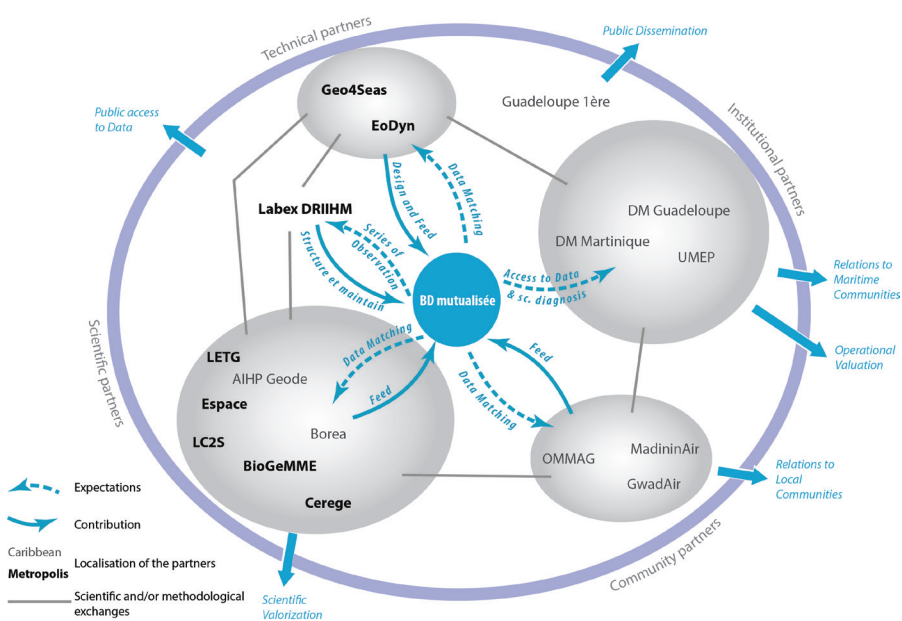 Technical partners
Public Dissemination
Geo4Seas
EoDyn
Guadeloupe 1ère
Public access
to Data
Institutional partners
Design and Feed
Data Matching
Labex DRIIHM
Series of
Observation
Structure et maintain
DM Guadeloupe
DM Martinique
UMEP
BD mutualisée
Access to Data
& sc. diagnosis
Relations to
Maritime
Communities
Scientific partners
LETG
AIHP Geode
Espace
LC2S
Borea
BioGeMME
Cerege
Data Matching
Feed
Feed
Data Matching
Operational
Valuation
OMMAG
MadininAir
GwadAir
Relations to
Local
Communities
Community partners
Expectations
Contribution
Caribbean
Metropolis
Localisation of the partners
Scientific and/or methodological
exchanges
Scientific
Valorization